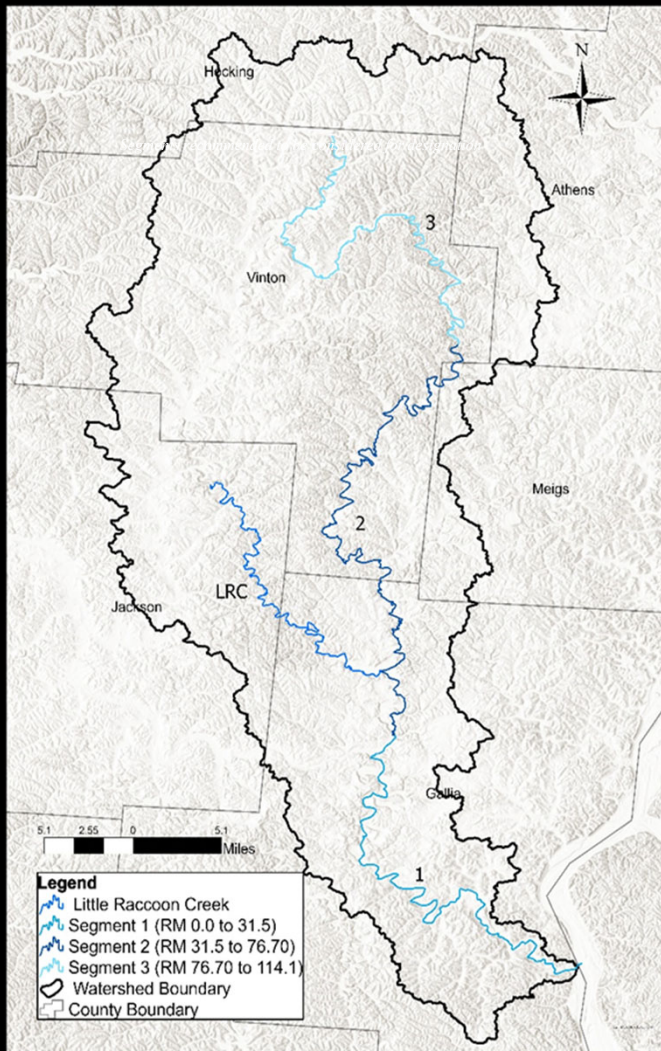 N
Hocking
Athens
3
Vinton
Meigs
2
LRC
Jackson
Gallia
5.1 2.55 0 5.1
Miles
1
Legend
Little Raccoon Creek
Segment 1 (RM 0.0 to 31.5)
Segment 2 (RM 31.5 to 76.70)
Segment 3 (RM 76.70 to 114.1)
Watershed Boundary
County Boundary